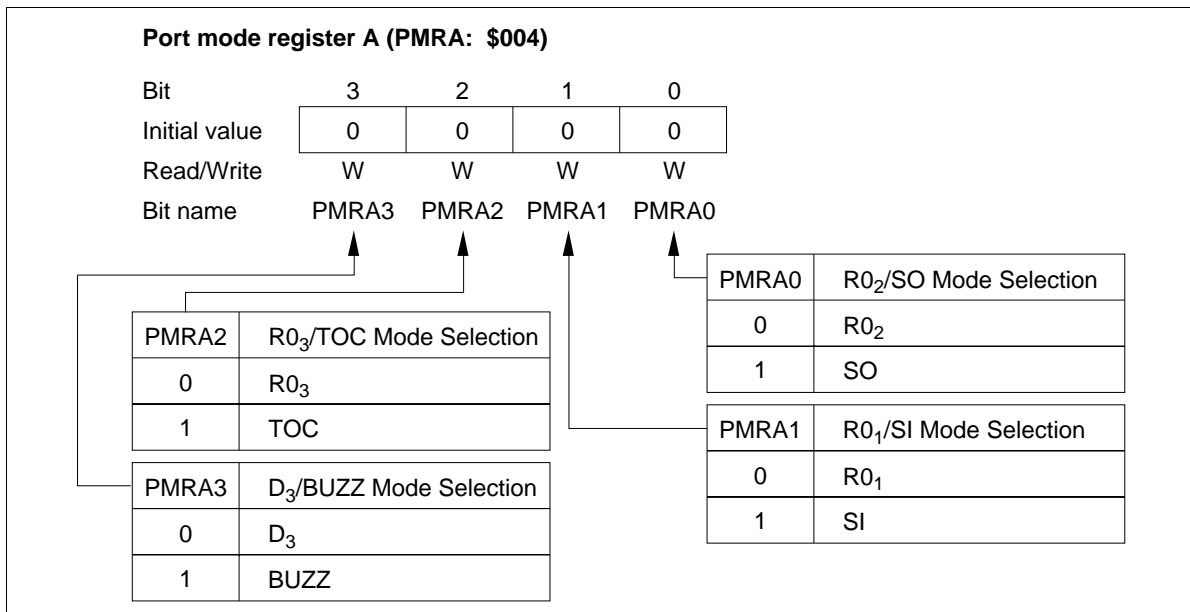 Port mode register A (PMRA: $004)
Bit 3 2 1 0
Initial value 0 0 0 0
Read/Write W W W W
Bit name PMRA3 PMRA2 PMRA1 PMRA0
PMRA2 R0₃/TOC Mode Selection
0 R0₃
1 TOC
PMRA3 D₃/BUZZ Mode Selection
0 D₃
1 BUZZ
PMRA0 R0₂/SO Mode Selection
0 R0₂
1 SO
PMRA1 R0₁/SI Mode Selection
0 R0₁
1 SI